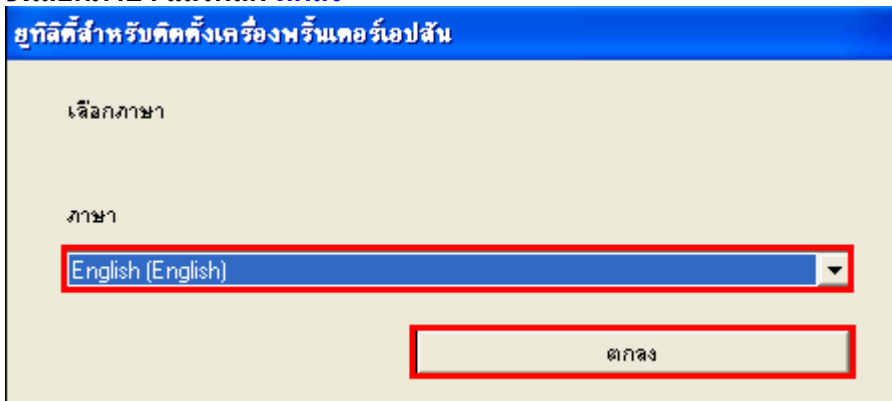 ยูทิลิตี้สำหรับติดตั้งเครื่องพริ้นเตอร์เอปสัน
เลือกภาษา
ภาษา
English (English)
ตกลง